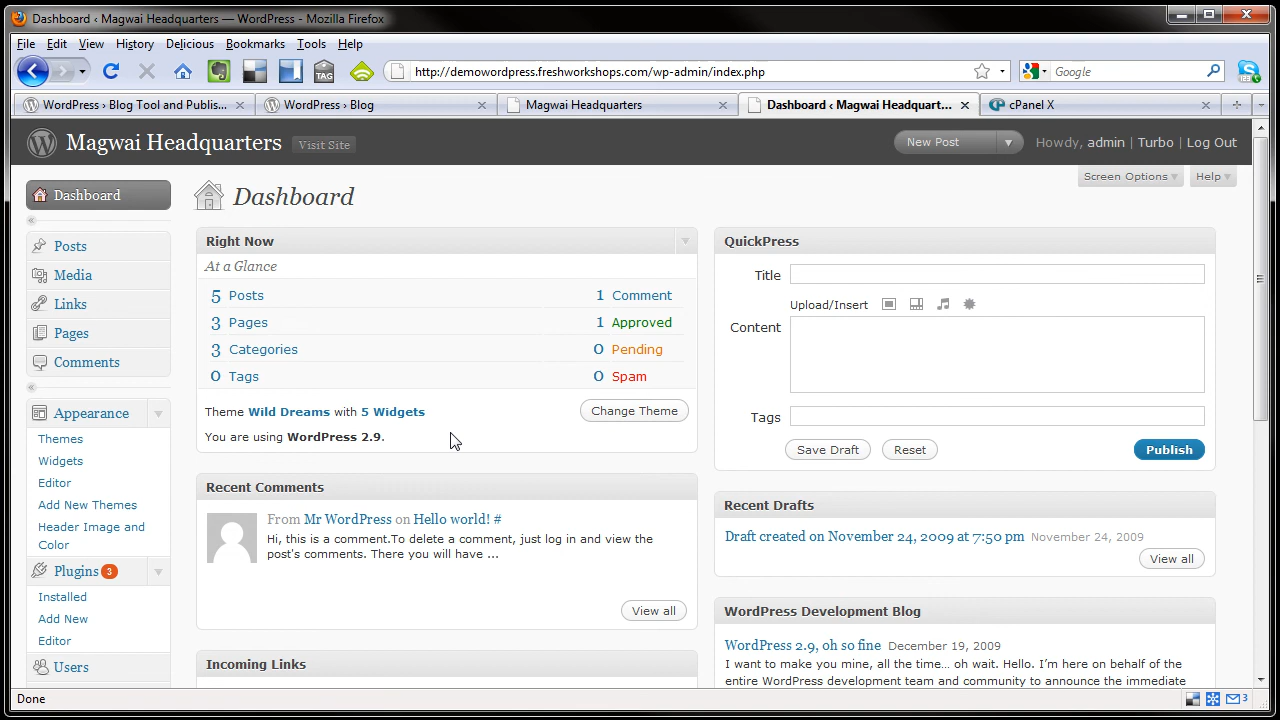 Dashboard ‹ Magwai Headquarters — WordPress - Mozilla Firefox
File Edit View History Delicious Bookmarks Tools Help
TAG http://demowordpress.freshworkshops.com/wp-admin/index.php Google
WordPress › Blog Tool and Publis... WordPress › Blog Magwai Headquarters Dashboard ‹ Magwai Headquart... cPanel X
Magwai Headquarters Visit Site New Post Howdy, admin | Turbo | Log Out
Screen Options Help
Dashboard
Posts
Media
Links
Pages
Comments
Appearance
Themes
Widgets
Editor
Add New Themes
Header Image and
Color
Plugins 3
Installed
Add New
Editor
Users
Dashboard
Right Now
At a Glance
5 Posts 1 Comment
3 Pages 1 Approved
3 Categories 0 Pending
0 Tags 0 Spam
Theme Wild Dreams with 5 Widgets Change Theme
You are using WordPress 2.9.
Recent Comments
From Mr WordPress on Hello world! #
Hi, this is a comment.To delete a comment, just log in and view the
post's comments. There you will have ...
View all
Incoming Links
QuickPress
Title
Upload/Insert
Content
Tags
Save Draft Reset Publish
Recent Drafts
Draft created on November 24, 2009 at 7:50 pm November 24, 2009
View all
WordPress Development Blog
WordPress 2.9, oh so fine December 19, 2009
I want to make you mine, all the time… oh wait. Hello. I’m here on behalf of the
entire WordPress development team and community to announce the immediate
Done 3